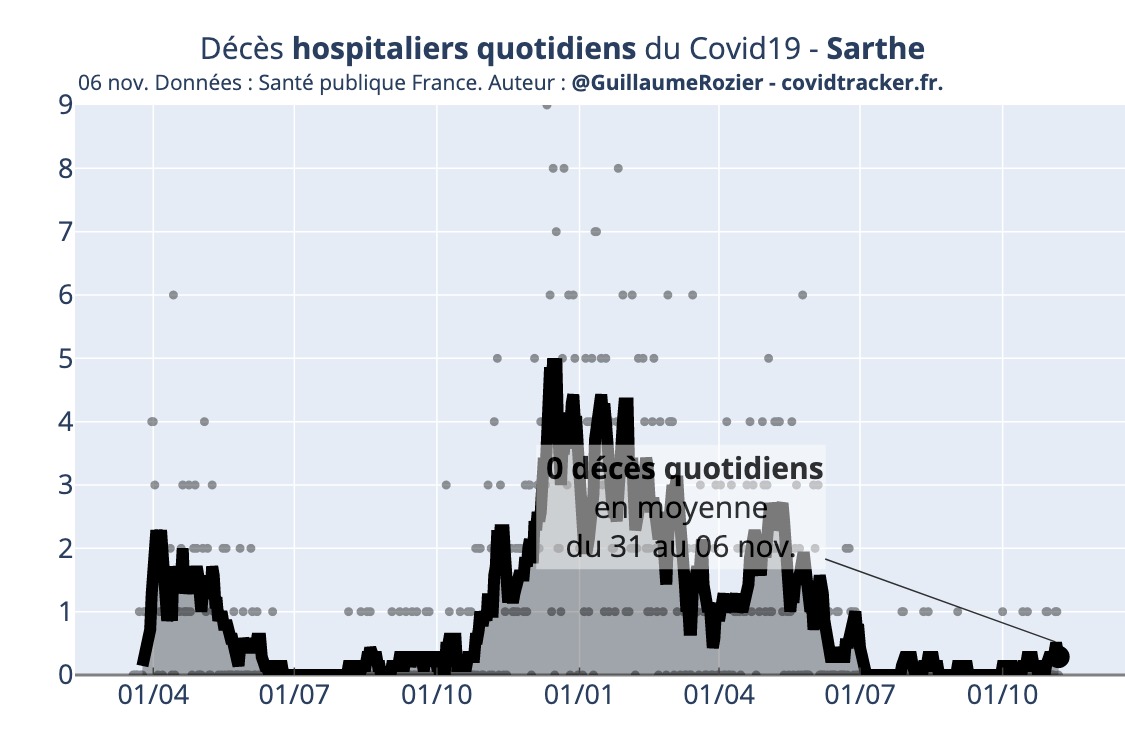 Décès hospitaliers quotidiens du Covid19 - Sarthe
06 nov. Données : Santé publique France. Auteur : @GuillaumeRozier - covidtracker.fr.
9
8
7
6
5
4
3
2
1
0
0 décès quotidiens
en moyenne
du 31 au 06 nov.
01/04 01/07 01/10 01/01 01/04 01/07 01/10